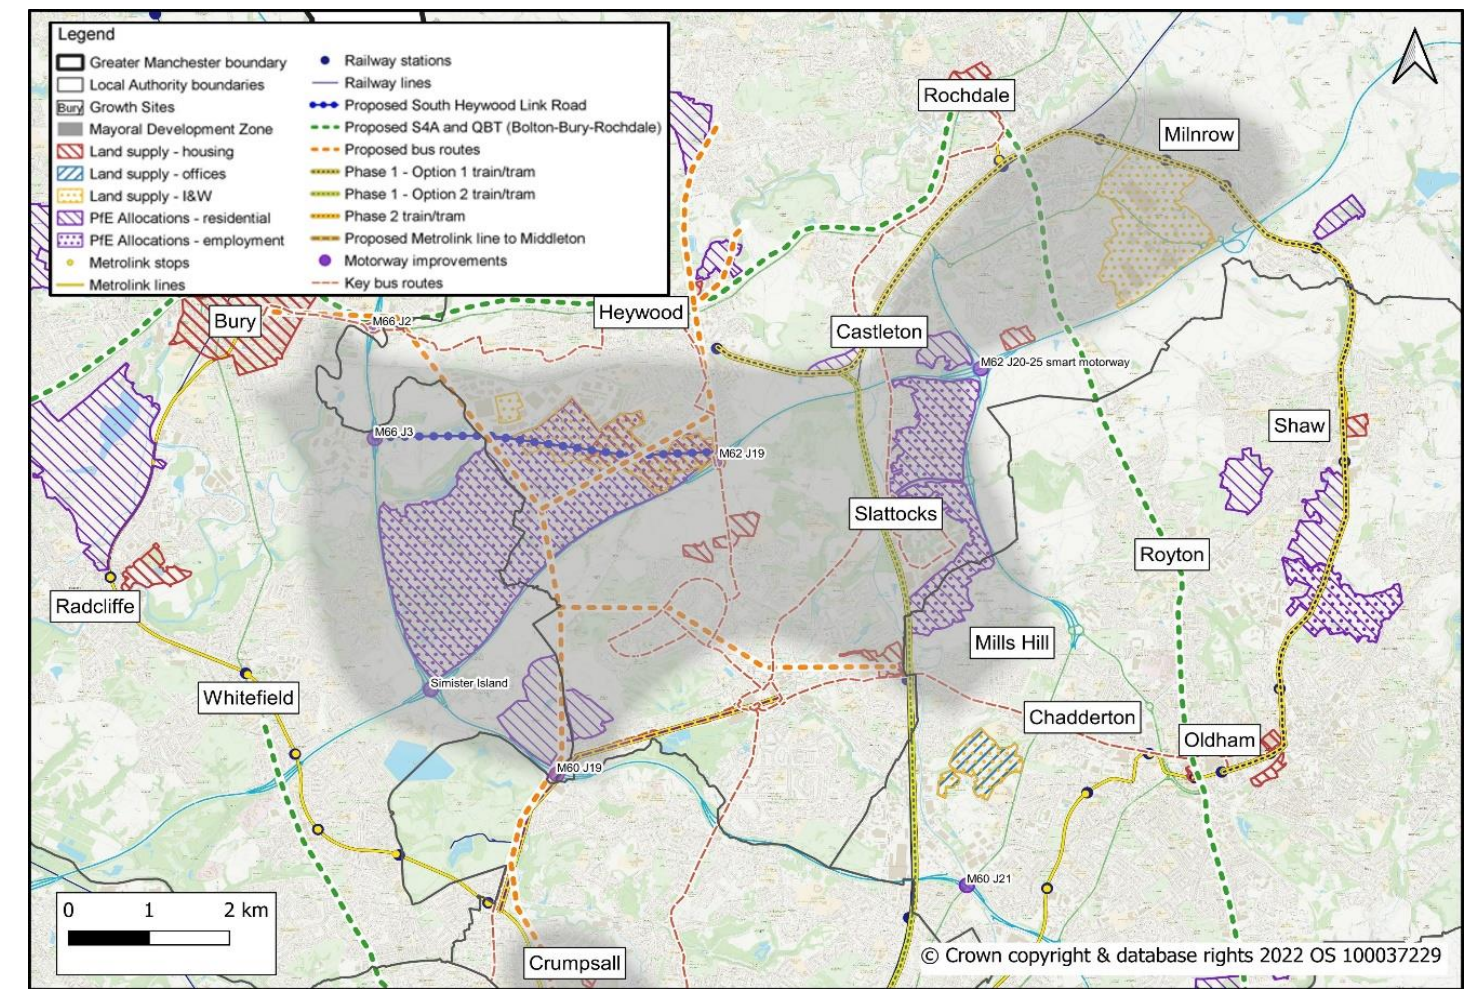 Legend
Greater Manchester boundary
Local Authority boundaries
Bury Growth Sites
Mayoral Development Zone
Land supply - housing
Land supply - offices
Land supply - I&W
PfE Allocations - residential
PfE Allocations - employment
Metrolink stops
Metrolink lines
Railway stations
Railway lines
Proposed South Heywood Link Road
Proposed S4A and QBT (Bolton-Bury-Rochdale)
Proposed bus routes
Phase 1 - Option 1 train/tram
Phase 1 - Option 2 train/tram
Phase 2 train/tram
Proposed Metrolink line to Middleton
Motorway improvements
Key bus routes
Rochdale
Milnrow
Heywood
Bury
M66 J2
Castleton
M62 J20-25 smart motorway
Shaw
M66 J3
M62 J19
Slattocks
Royton
Radcliffe
Mills Hill
Simister Island
Whitefield
Chadderton
Oldham
M60 J19
M60 J21
0 1 2 km
Crumpsall
© Crown copyright & database rights 2022 OS 100037229